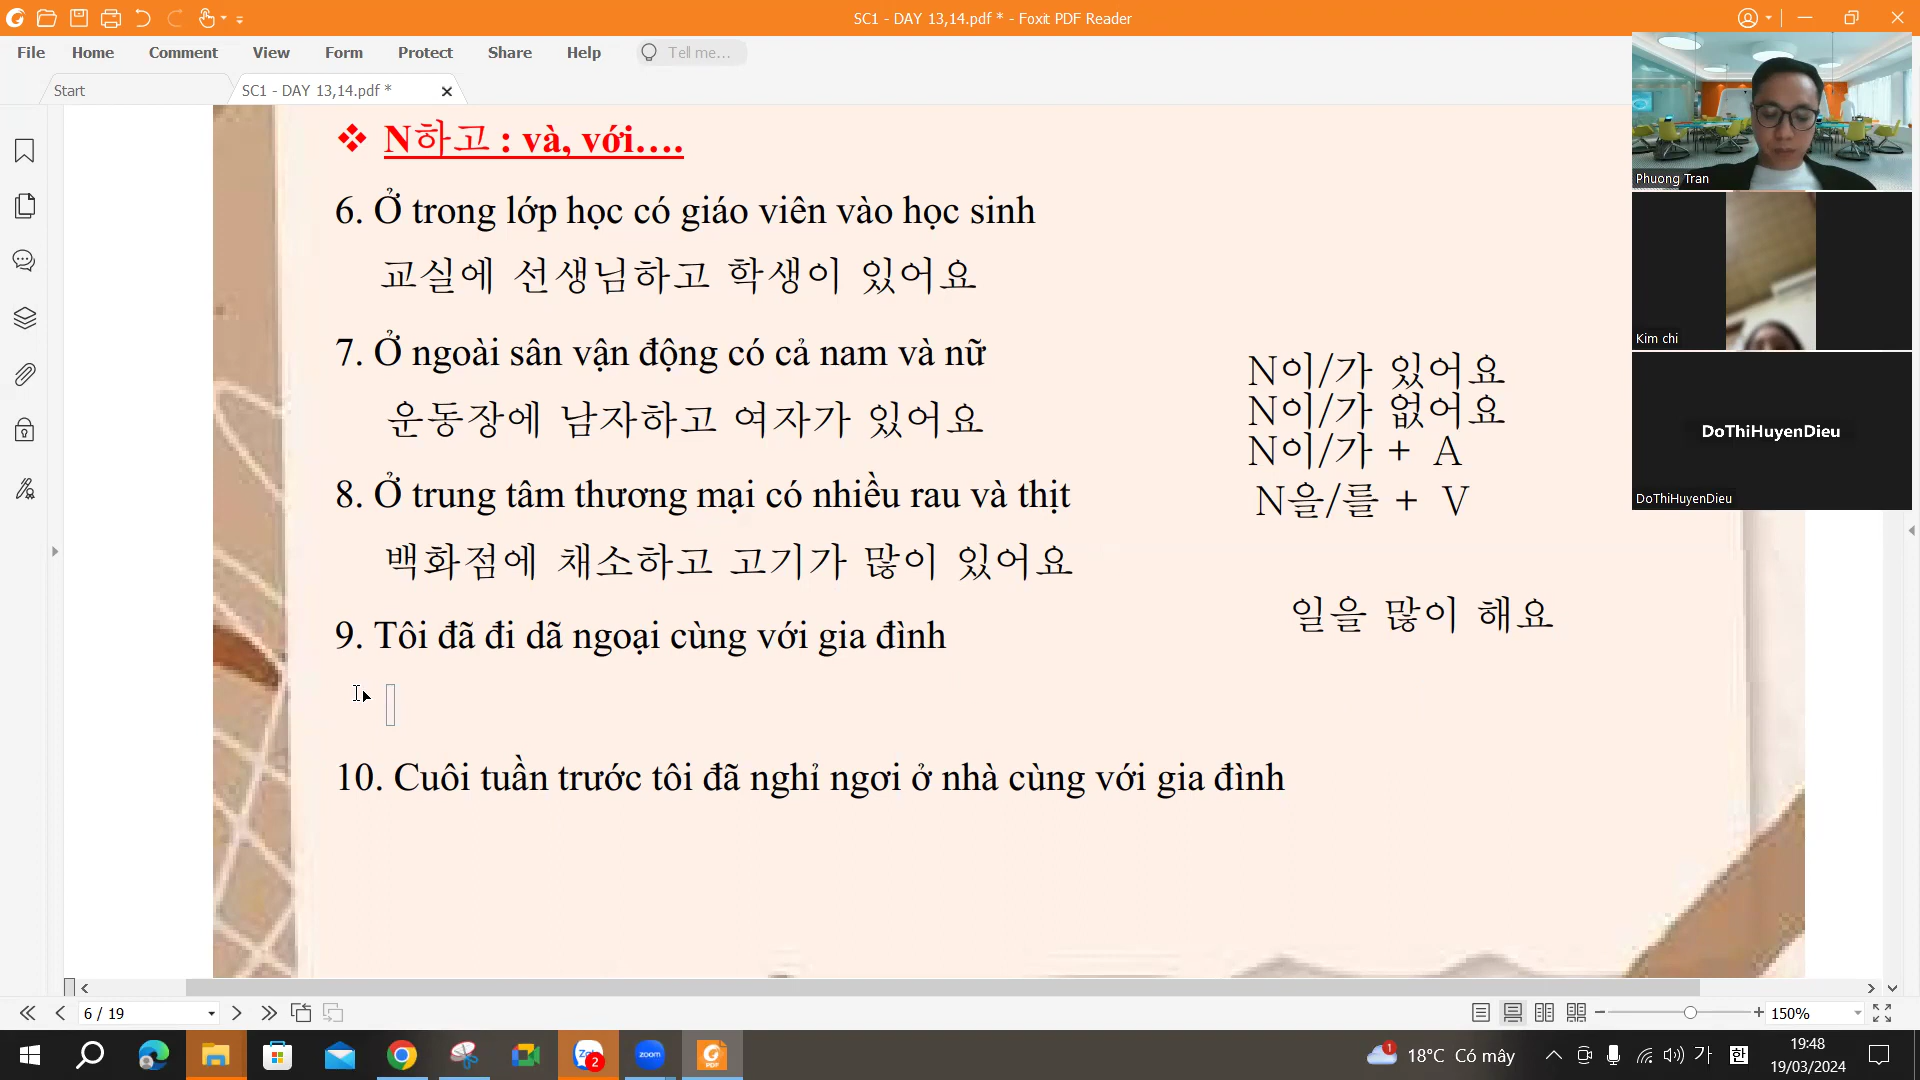 SC1 - DAY 13,14.pdf * - Foxit PDF Reader
File Home Comment View Form Protect Share Help Tell me...
Start SC1 - DAY 13,14.pdf *
N하고 : và, với….
6. Ở trong lớp học có giáo viên vào học sinh
교실에 선생님하고 학생이 있어요
7. Ở ngoài sân vận động có cả nam và nữ
운동장에 남자하고 여자가 있어요
8. Ở trung tâm thương mại có nhiều rau và thịt
백화점에 채소하고 고기가 많이 있어요
9. Tôi đã đi dã ngoại cùng với gia đình
10. Cuôi tuần trước tôi đã nghỉ ngơi ở nhà cùng với gia đình
N이/가 있어요
N이/가 없어요
N이/가 + A
N을/를 + V
일을 많이 해요
Phuong Tran
Kim chi
DoThiHuyenDieu
DoThiHuyenDieu
6 / 19
150%
zoom
2
PDF
1
18°C Có mây
가
한
19:48
19/03/2024